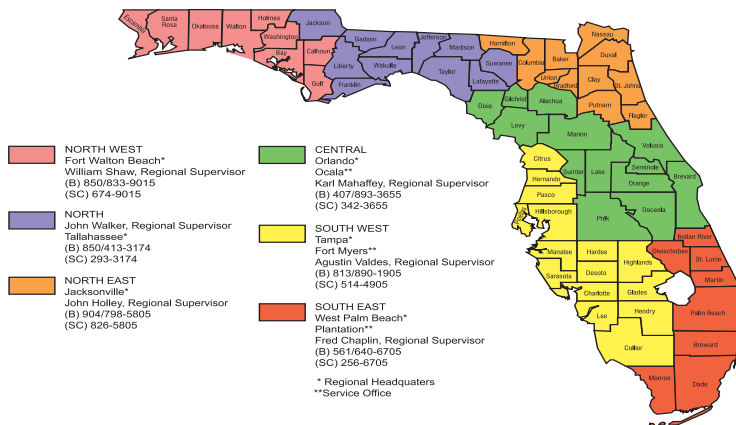 Escambia
Santa
Rosa
Okaloosa
Walton
Holmes
Washington
Bay
Jackson
Calhoun
Gulf
Gadsen
Liberty
Franklin
Leon
Wakulla
Jefferson
Madison
Taylor
Hamilton
Suwanee
Lafayette
Columbia
Baker
Union
Bradford
Nassau
Duval
Clay
St. Johns
Putnam
Flagler
Dixie
Gilchrist
Allachua
Levy
Marion
Volusia
Citrus
Sumter
Lake
Seminole
Orange
Brevard
Hernando
Pasco
Hillsborough
Polk
Osceola
Indian River
Manatee
Hardee
Highlands
Okeechobee
St. Lucie
Sarasota
Desoto
Martin
Charlotte
Glades
Lee
Hendry
Palm Beach
Collier
Broward
Monroe
Dade
NORTH WEST
Fort Walton Beach*
William Shaw, Regional Supervisor
(B) 850/833-9015
(SC) 674-9015
NORTH
John Walker, Regional Supervisor
Tallahassee*
(B) 850/413-3174
(SC) 293-3174
NORTH EAST
Jacksonville*
John Holley, Regional Supervisor
(B) 904/798-5805
(SC) 826-5805
CENTRAL
Orlando*
Ocala**
Karl Mahaffey, Regional Supervisor
(B) 407/893-3655
(SC) 342-3655
SOUTH WEST
Tampa*
Fort Myers**
Agustin Valdes, Regional Supervisor
(B) 813/890-1905
(SC) 514-4905
SOUTH EAST
West Palm Beach*
Plantation**
Fred Chaplin, Regional Supervisor
(B) 561/640-6705
(SC) 256-6705
* Regional Headquaters
**Service Office